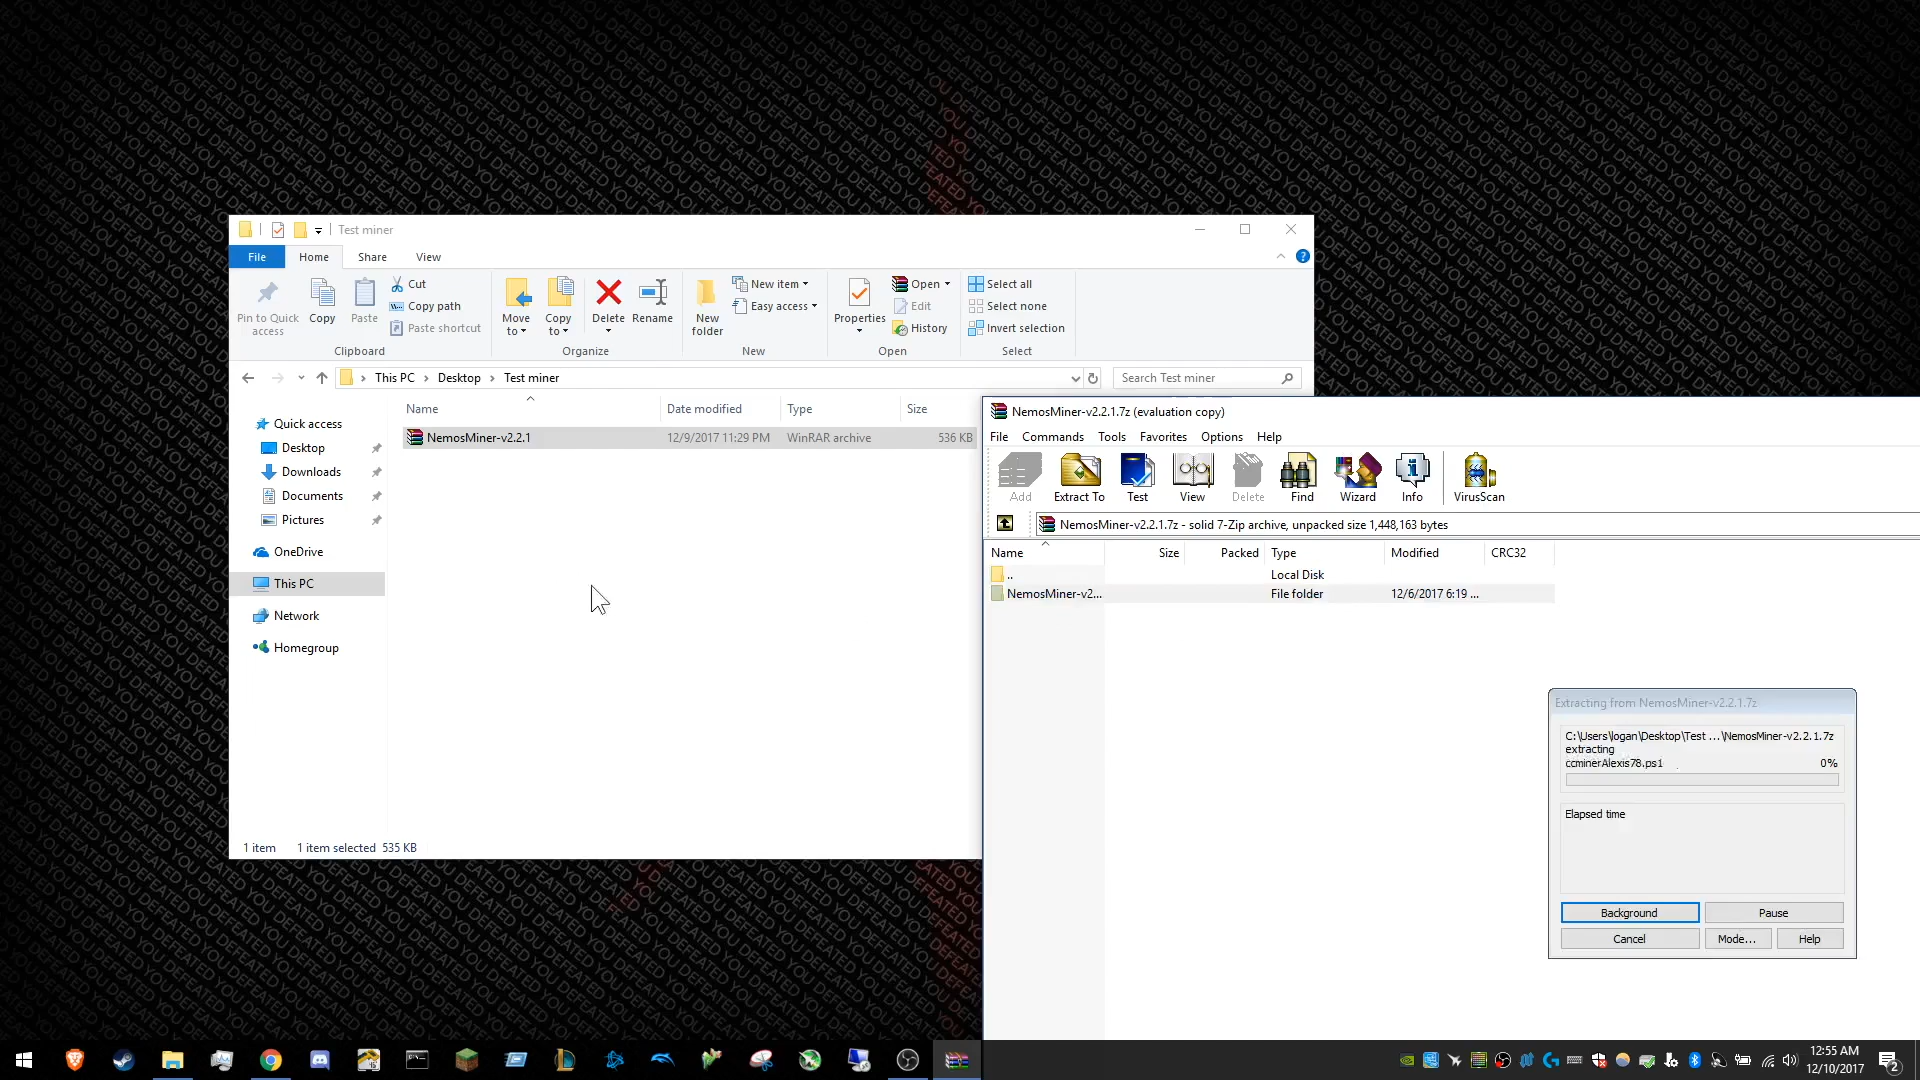 Test miner
File Home Share View
Pin to Quick access
Copy
Paste
Cut
Copy path
Paste shortcut
Clipboard
Move to
Copy to
Delete
Rename
Organize
New folder
New item
Easy access
New
Properties
Open
Edit
History
Open
Select all
Select none
Invert selection
Select
This PC Desktop Test miner
Search Test miner
Name Date modified Type Size
NemosMiner-v2.2.1 12/9/2017 11:29 PM WinRAR archive 536 KB
Quick access
Desktop
Downloads
Documents
Pictures
OneDrive
This PC
Network
Homegroup
1 item 1 item selected 535 KB
NemosMiner-v2.2.1.7z (evaluation copy)
File Commands Tools Favorites Options Help
Add Extract To Test View Delete Find Wizard Info VirusScan
NemosMiner-v2.2.1.7z - solid 7-Zip archive, unpacked size 1,448,163 bytes
Name Size Packed Type Modified CRC32
.. Local Disk
NemosMiner-v2... File folder 12/6/2017 6:19 ...
Extracting from NemosMiner-v2.2.1.7z
C:\Users\logan\Desktop\Test ...\NemosMiner-v2.2.1.7z
extracting
ccminerAlexis78.ps1 0%
Elapsed time
Background Pause
Cancel Mode... Help
12:55 AM
12/10/2017
2